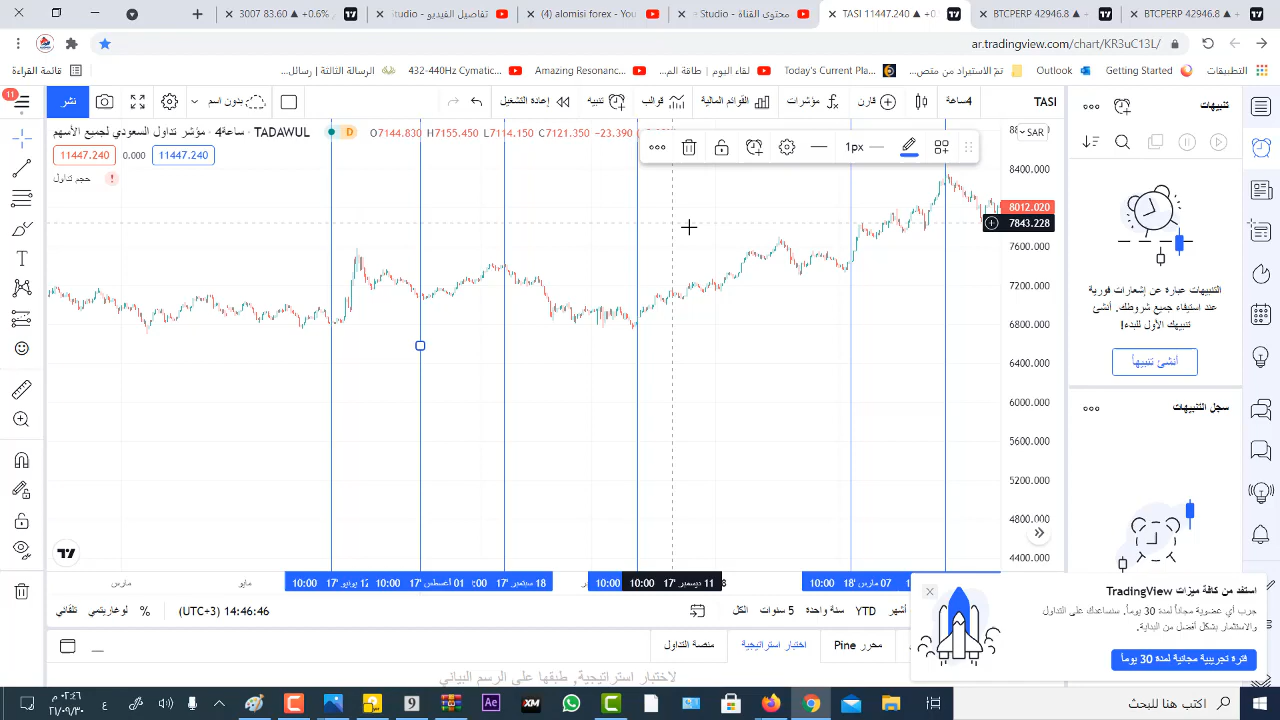 3007 83.60 ▲ +0.6%
Studio - تفاصيل الفيديو
(4) alomisi forex - You
e Studio - محتوى القناة
TASI 11447.240 ▲ +0
BTCPERP 42946.8 ▲
BTCPERP 42946.8 ▲
ar.tradingview.com/chart/KR3uC13L/
قائمة القراءة
الرسالة الثالثة | رسائل...
432-440Hz Cymatic...
Amazing Resonanc...
لقاء اليوم | طاقة الم...
Today's Current Pla...
تمّ الاستيراد من متص...
Outlook
Getting Started
التطبيقات
11
نشر
بدون اسم
إعادة التشغيل
تنبيه
قوالب
القوائم المالية
مؤشرات
قارن
4ساعة
TASI
مؤشر تداول السعودي لجميع الأسهم • 4ساعة • TADAWUL
D
O7144.830 H7155.450 L7114.150 C7121.350 −23.390
11447.240
0.000
11447.240
حجم تداول
1px
SAR
8400.000
8012.020
7843.228
7600.000
7200.000
6800.000
6400.000
6000.000
5600.000
5200.000
4800.000
4400.000
تنبيهات
التنبيهات عبارة عن إشعارات فورية
عند استيفاء جميع شروطك. أنشئ
تنبيهك الأول للبدء!
أنشئ تنبيهاً
سجل التنبيهات
مارس
مايو
12 يونيو '17 10:00
01 أغسطس '17 10:00
18 سبتمبر '17
10:00
11 ديسمبر '17 10:00
07 مارس '18 10:00
تلقائي
لوغاريتمي
%
14:46:46 (UTC+3)
الكل
5 سنوات
سنة واحدة
YTD
أشهر
استفد من كافة ميزات TradingView
جرب أي عضوية مجاناً لمدة 30 يوماً. ستساعدك على التداول
والاستثمار بشكل أفضل من البداية.
فترة تجريبية مجانية لمدة 30 يوماً
منصة التداول
اختبار استراتيجية
محرر Pine
لاختبار استراتيجية، طبقها على الرسم البياني
اكتب هنا للبحث